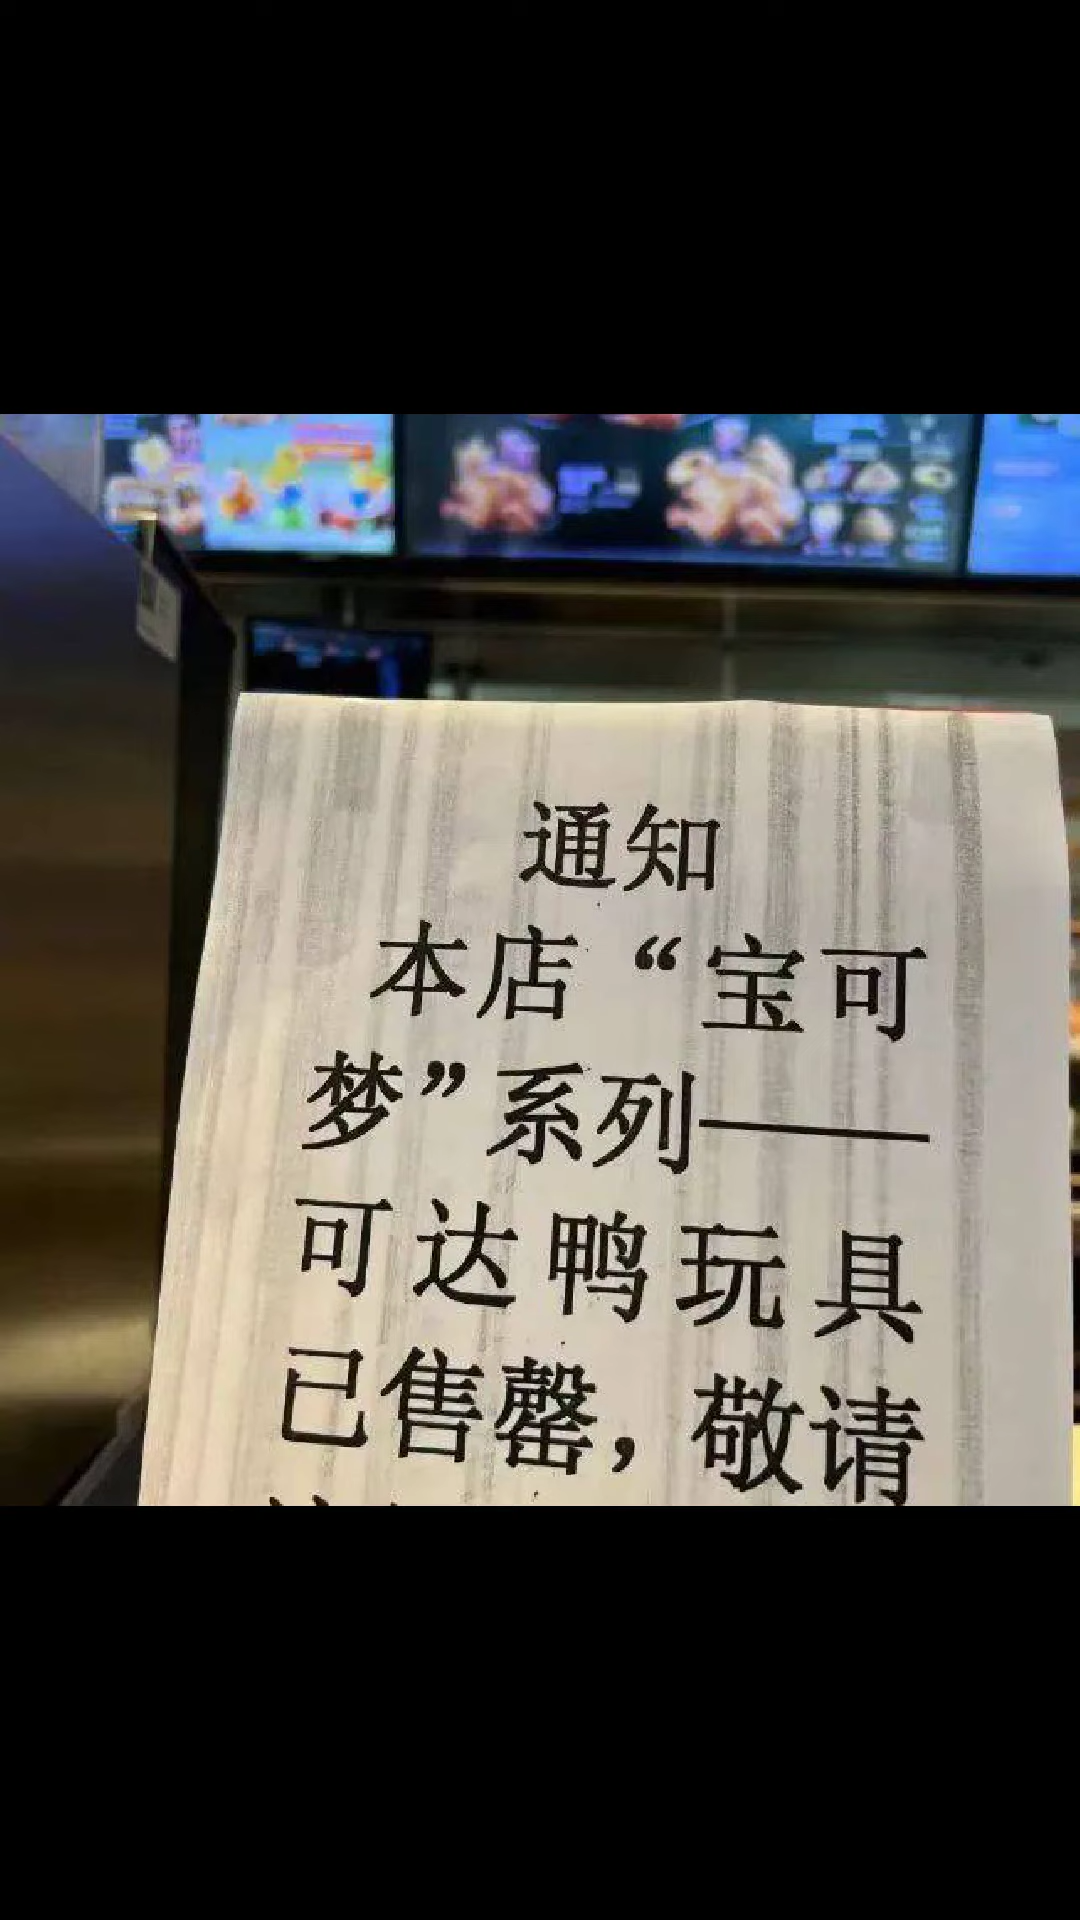 通知
本店“宝可
梦”系列——
可达鸭玩具
已售罄，敬请